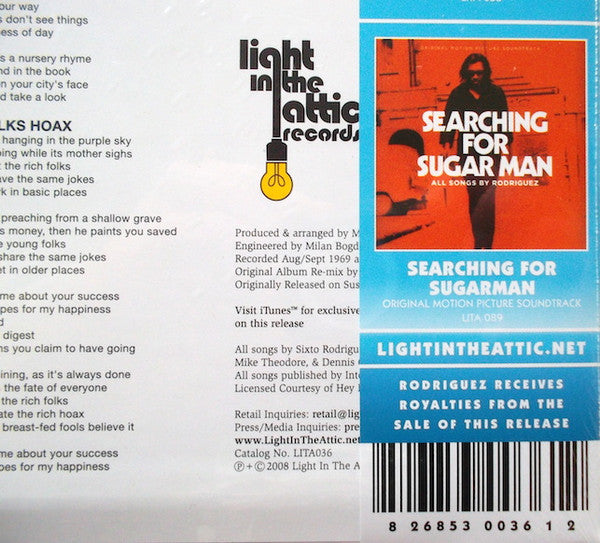 our way
s don't see things
ess of day
s a nursery rhyme
nd in the book
n your city's face
d take a look
LKS HOAX
hanging in the purple sky
ping while its mother sighs
t the rich folks
ave the same jokes
rk in basic places
preaching from a shallow grave
s money, then he paints you saved
e young folks
share the same jokes
et in older places
me about your success
pes for my happiness
d
digest
ns you claim to have going
ining, as it's always done
the fate of everyone
rich folks
ate the rich hoax
breast-fed fools believe it
me about your success
pes for my happiness
light
in the
attic
records
Produced & arranged by M
Engineered by Milan Bogd
Recorded Aug/Sept 1969 a
Original Album Re-mix by
Originally Released on Sus
Visit iTunes™ for exclusive
on this release
All songs by Sixto Rodrigu
Mike Theodore, & Dennis
All songs published by Inte
Licensed Courtesy of Hey
Retail Inquiries: retail@lig
Press/Media Inquiries: pre
www.LightInTheAttic.net
Catalog No. LITA036
℗ + © 2008 Light In The A
ORIGINAL MOTION PICTURE SOUNDTRACK
SEARCHING
FOR
SUGAR MAN
ALL SONGS BY RODRIGUEZ
SEARCHING FOR
SUGARMAN
ORIGINAL MOTION PICTURE SOUNDTRACK
LITA 089
LIGHTINTHEATTIC.NET
RODRIGUEZ RECEIVES
ROYALTIES FROM THE
SALE OF THIS RELEASE
8 26853 0036 1 2